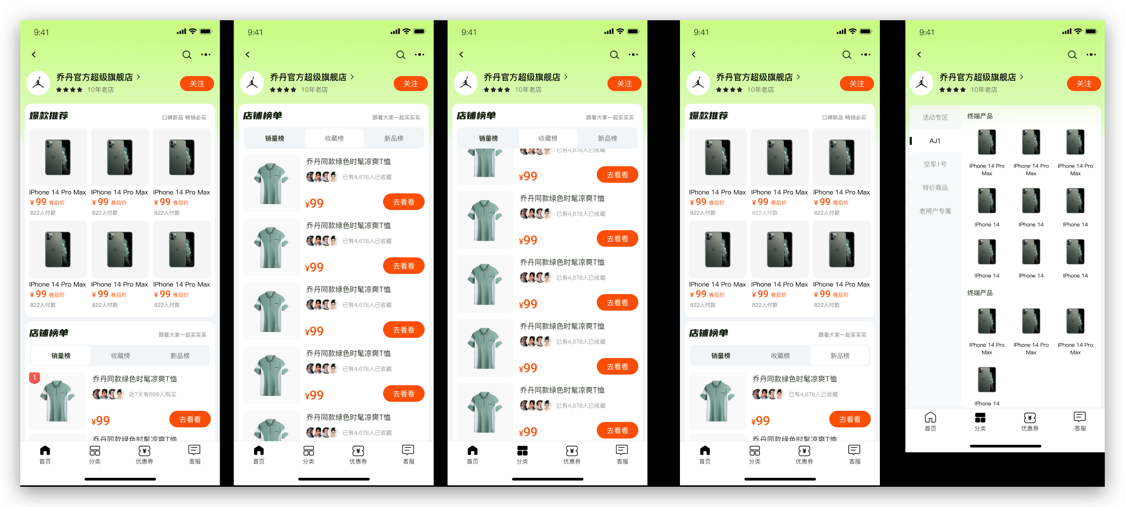 9:41
乔丹官方超级旗舰店
10年老店
关注
爆款推荐
口碑新品 畅销必买
IPhone 14 Pro Max
IPhone 14 Pro Max
IPhone 14 Pro Max
¥ 99 卷后价
¥ 99 卷后价
¥ 99 卷后价
822人付款
822人付款
822人付款
IPhone 14 Pro Max
IPhone 14 Pro Max
IPhone 14 Pro Max
¥ 99 卷后价
¥ 99 卷后价
¥ 99 卷后价
822人付款
822人付款
822人付款
店铺榜单
跟着大家一起买买买
销量榜
收藏榜
新品榜
1
乔丹同款绿色时髦凉爽T恤
近7天有899人购买
¥99
去看看
乔丹同款绿色时髦凉爽T恤
首页
分类
优惠券
客服
9:41
乔丹官方超级旗舰店
10年老店
关注
店铺榜单
跟着大家一起买买买
销量榜
收藏榜
新品榜
乔丹同款绿色时髦凉爽T恤
已有4,678人已收藏
¥99
去看看
乔丹同款绿色时髦凉爽T恤
已有4,678人已收藏
¥99
去看看
乔丹同款绿色时髦凉爽T恤
已有4,678人已收藏
¥99
去看看
乔丹同款绿色时髦凉爽T恤
已有4,678人已收藏
¥99
去看看
乔丹同款绿色时髦凉爽T恤
已有4,678人已收藏
首页
分类
优惠券
客服
9:41
乔丹官方超级旗舰店
10年老店
关注
店铺榜单
跟着大家一起买买买
销量榜
收藏榜
新品榜
已有4,678人已收藏
¥99
去看看
乔丹同款绿色时髦凉爽T恤
已有4,678人已收藏
¥99
去看看
乔丹同款绿色时髦凉爽T恤
已有4,678人已收藏
¥99
去看看
乔丹同款绿色时髦凉爽T恤
已有4,678人已收藏
¥99
去看看
乔丹同款绿色时髦凉爽T恤
已有4,678人已收藏
¥99
去看看
首页
分类
优惠券
客服
9:41
乔丹官方超级旗舰店
10年老店
关注
爆款推荐
口碑新品 畅销必买
IPhone 14 Pro Max
IPhone 14 Pro Max
IPhone 14 Pro Max
¥ 99 卷后价
¥ 99 卷后价
¥ 99 卷后价
822人付款
822人付款
822人付款
IPhone 14 Pro Max
IPhone 14 Pro Max
IPhone 14 Pro Max
¥ 99 卷后价
¥ 99 卷后价
¥ 99 卷后价
822人付款
822人付款
822人付款
店铺榜单
跟着大家一起买买买
销量榜
收藏榜
新品榜
乔丹同款绿色时髦凉爽T恤
已有4,678人已收藏
¥99
去看看
乔丹同款绿色时髦凉爽T恤
首页
分类
优惠券
客服
9:41
乔丹官方超级旗舰店
10年老店
关注
活动专区
AJ1
空军1号
特价商品
老用户专属
终端产品
IPhone 14 Pro
Max
IPhone 14 Pro
Max
IPhone 14 Pro
Max
IPhone 14
IPhone 14
IPhone 14
IPhone 14
IPhone 14
IPhone 14
终端产品
IPhone 14 Pro
Max
IPhone 14 Pro
Max
IPhone 14 Pro
Max
IPhone 14
首页
分类
优惠券
客服